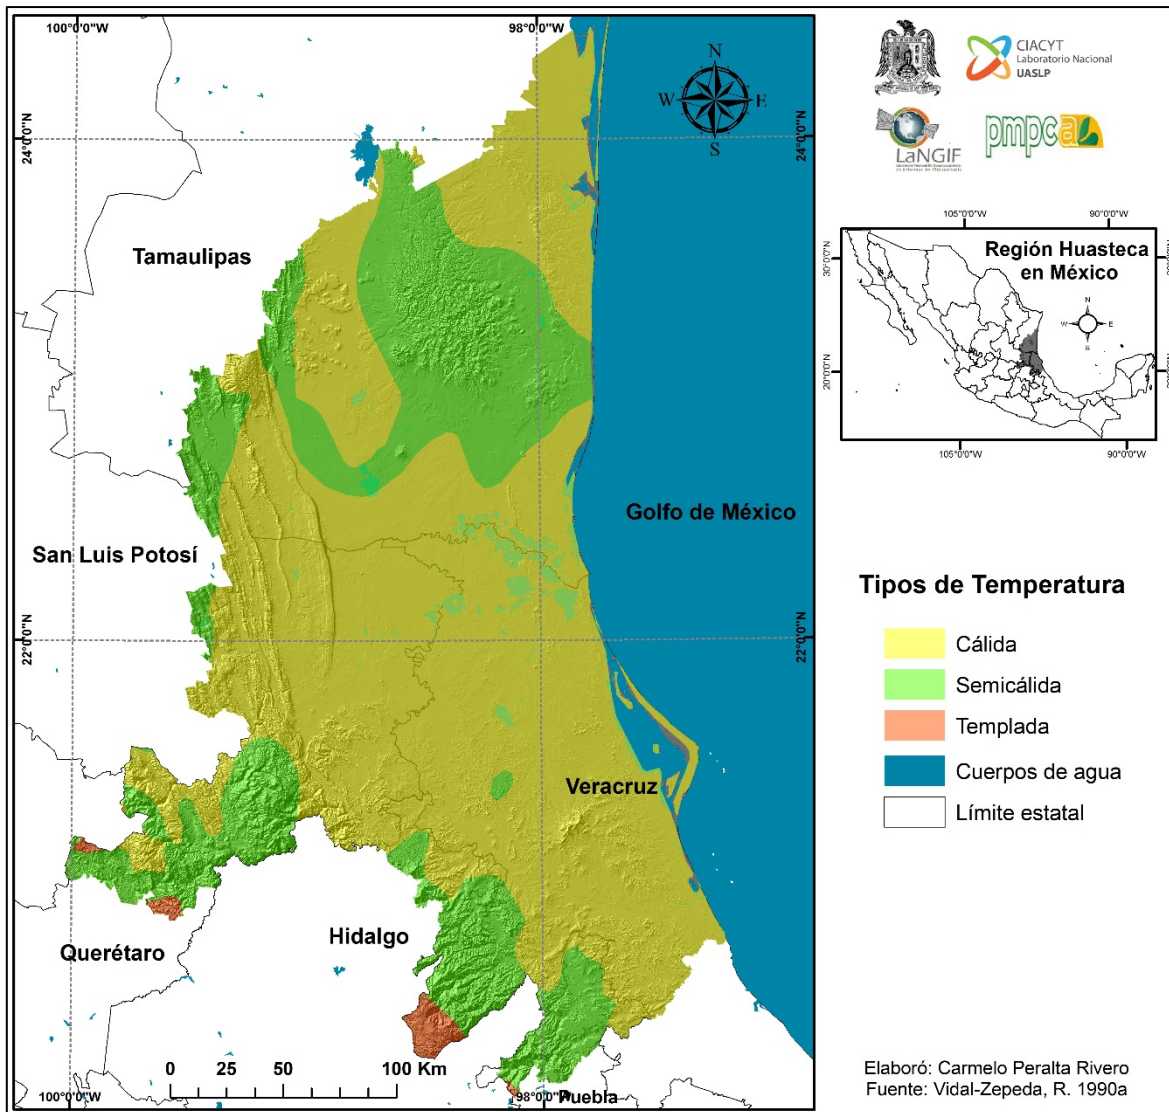 100°0'0"W
98°0'0"W
24°0'0"N
24°0'0"N
N
W
E
S
Tamaulipas
San Luis Potosí
Golfo de México
22°0'0"N
22°0'0"N
Veracruz
Querétaro
Hidalgo
Puebla
0 25 50 100 Km
100°0'0"W
98°0'0"W
CIACYT
Laboratorio Nacional
UASLP
LaNGIF
pmpca
105°0'0"W
90°0'0"W
30°0'0"N
20°0'0"N
Región Huasteca
en México
N
W
E
S
105°0'0"W
90°0'0"W
Tipos de Temperatura
Cálida
Semicálida
Templada
Cuerpos de agua
Límite estatal
Elaboró: Carmelo Peralta Rivero
Fuente: Vidal-Zepeda, R. 1990a